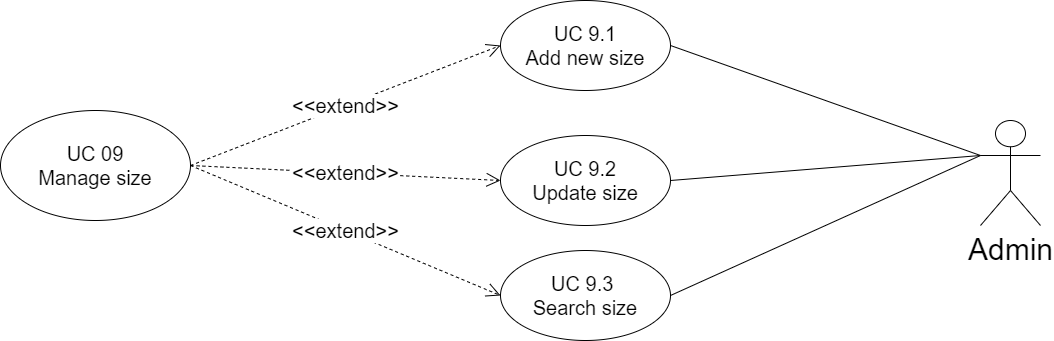 UC 9.1
Add new size
<<extend>>
UC 09
Manage size
<<extend>>
UC 9.2
Update size
<<extend>>
Admin
UC 9.3
Search size